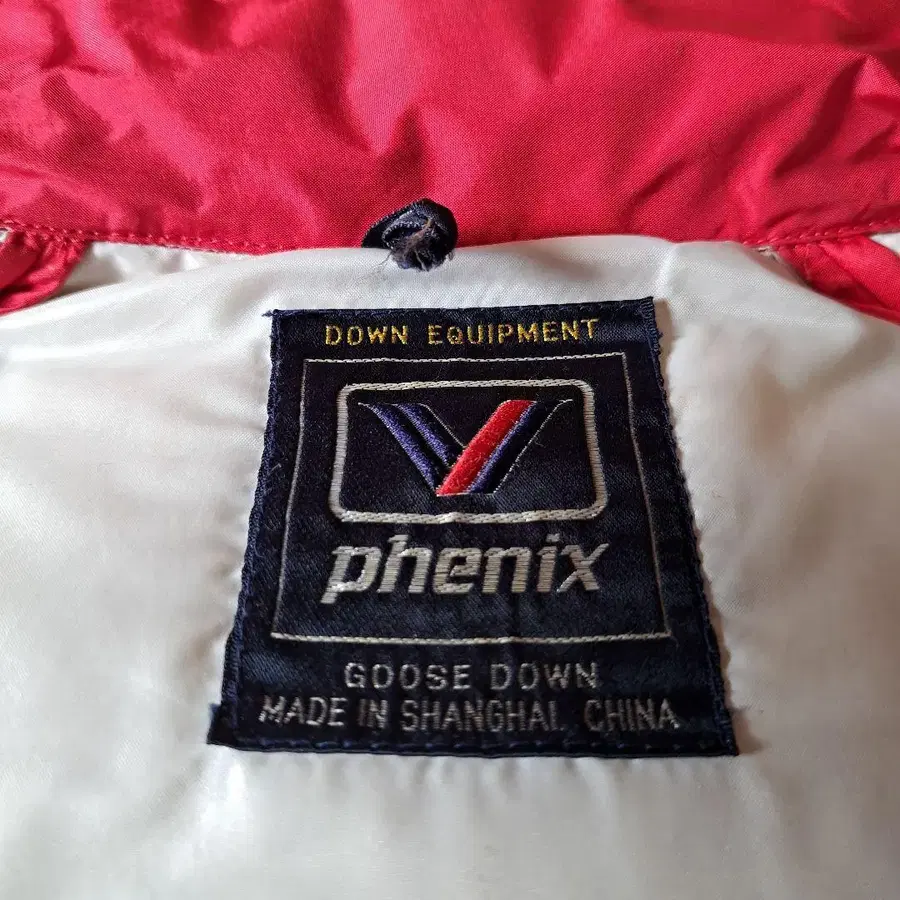 DOWN EQUIPMENT
phenix
GOOSE DOWN
MADE IN SHANGHAI, CHINA